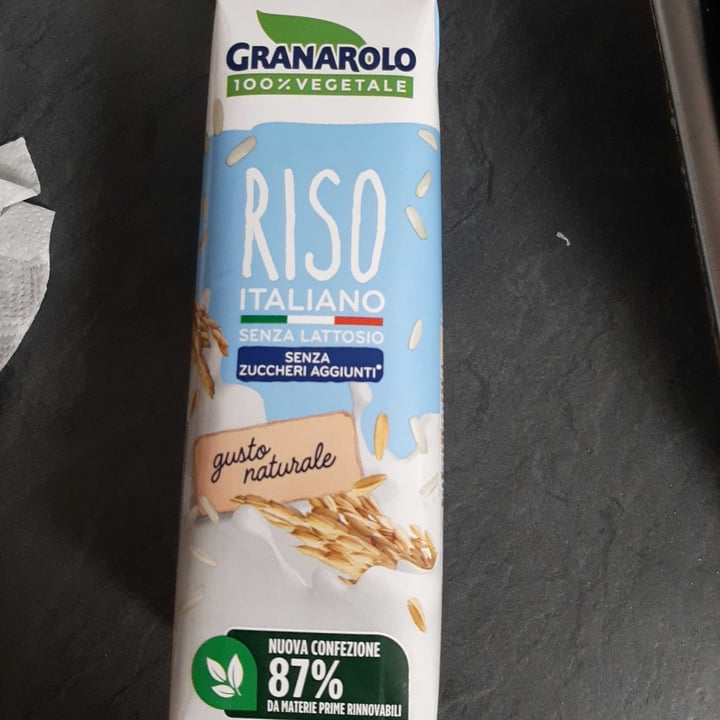 GRANAROLO
100% VEGETALE
RISO
ITALIANO
SENZA LATTOSIO
SENZA
ZUCCHERI AGGIUNTI*
gusto
naturale
NUOVA CONFEZIONE
87%
DA MATERIE PRIME RINNOVABILI